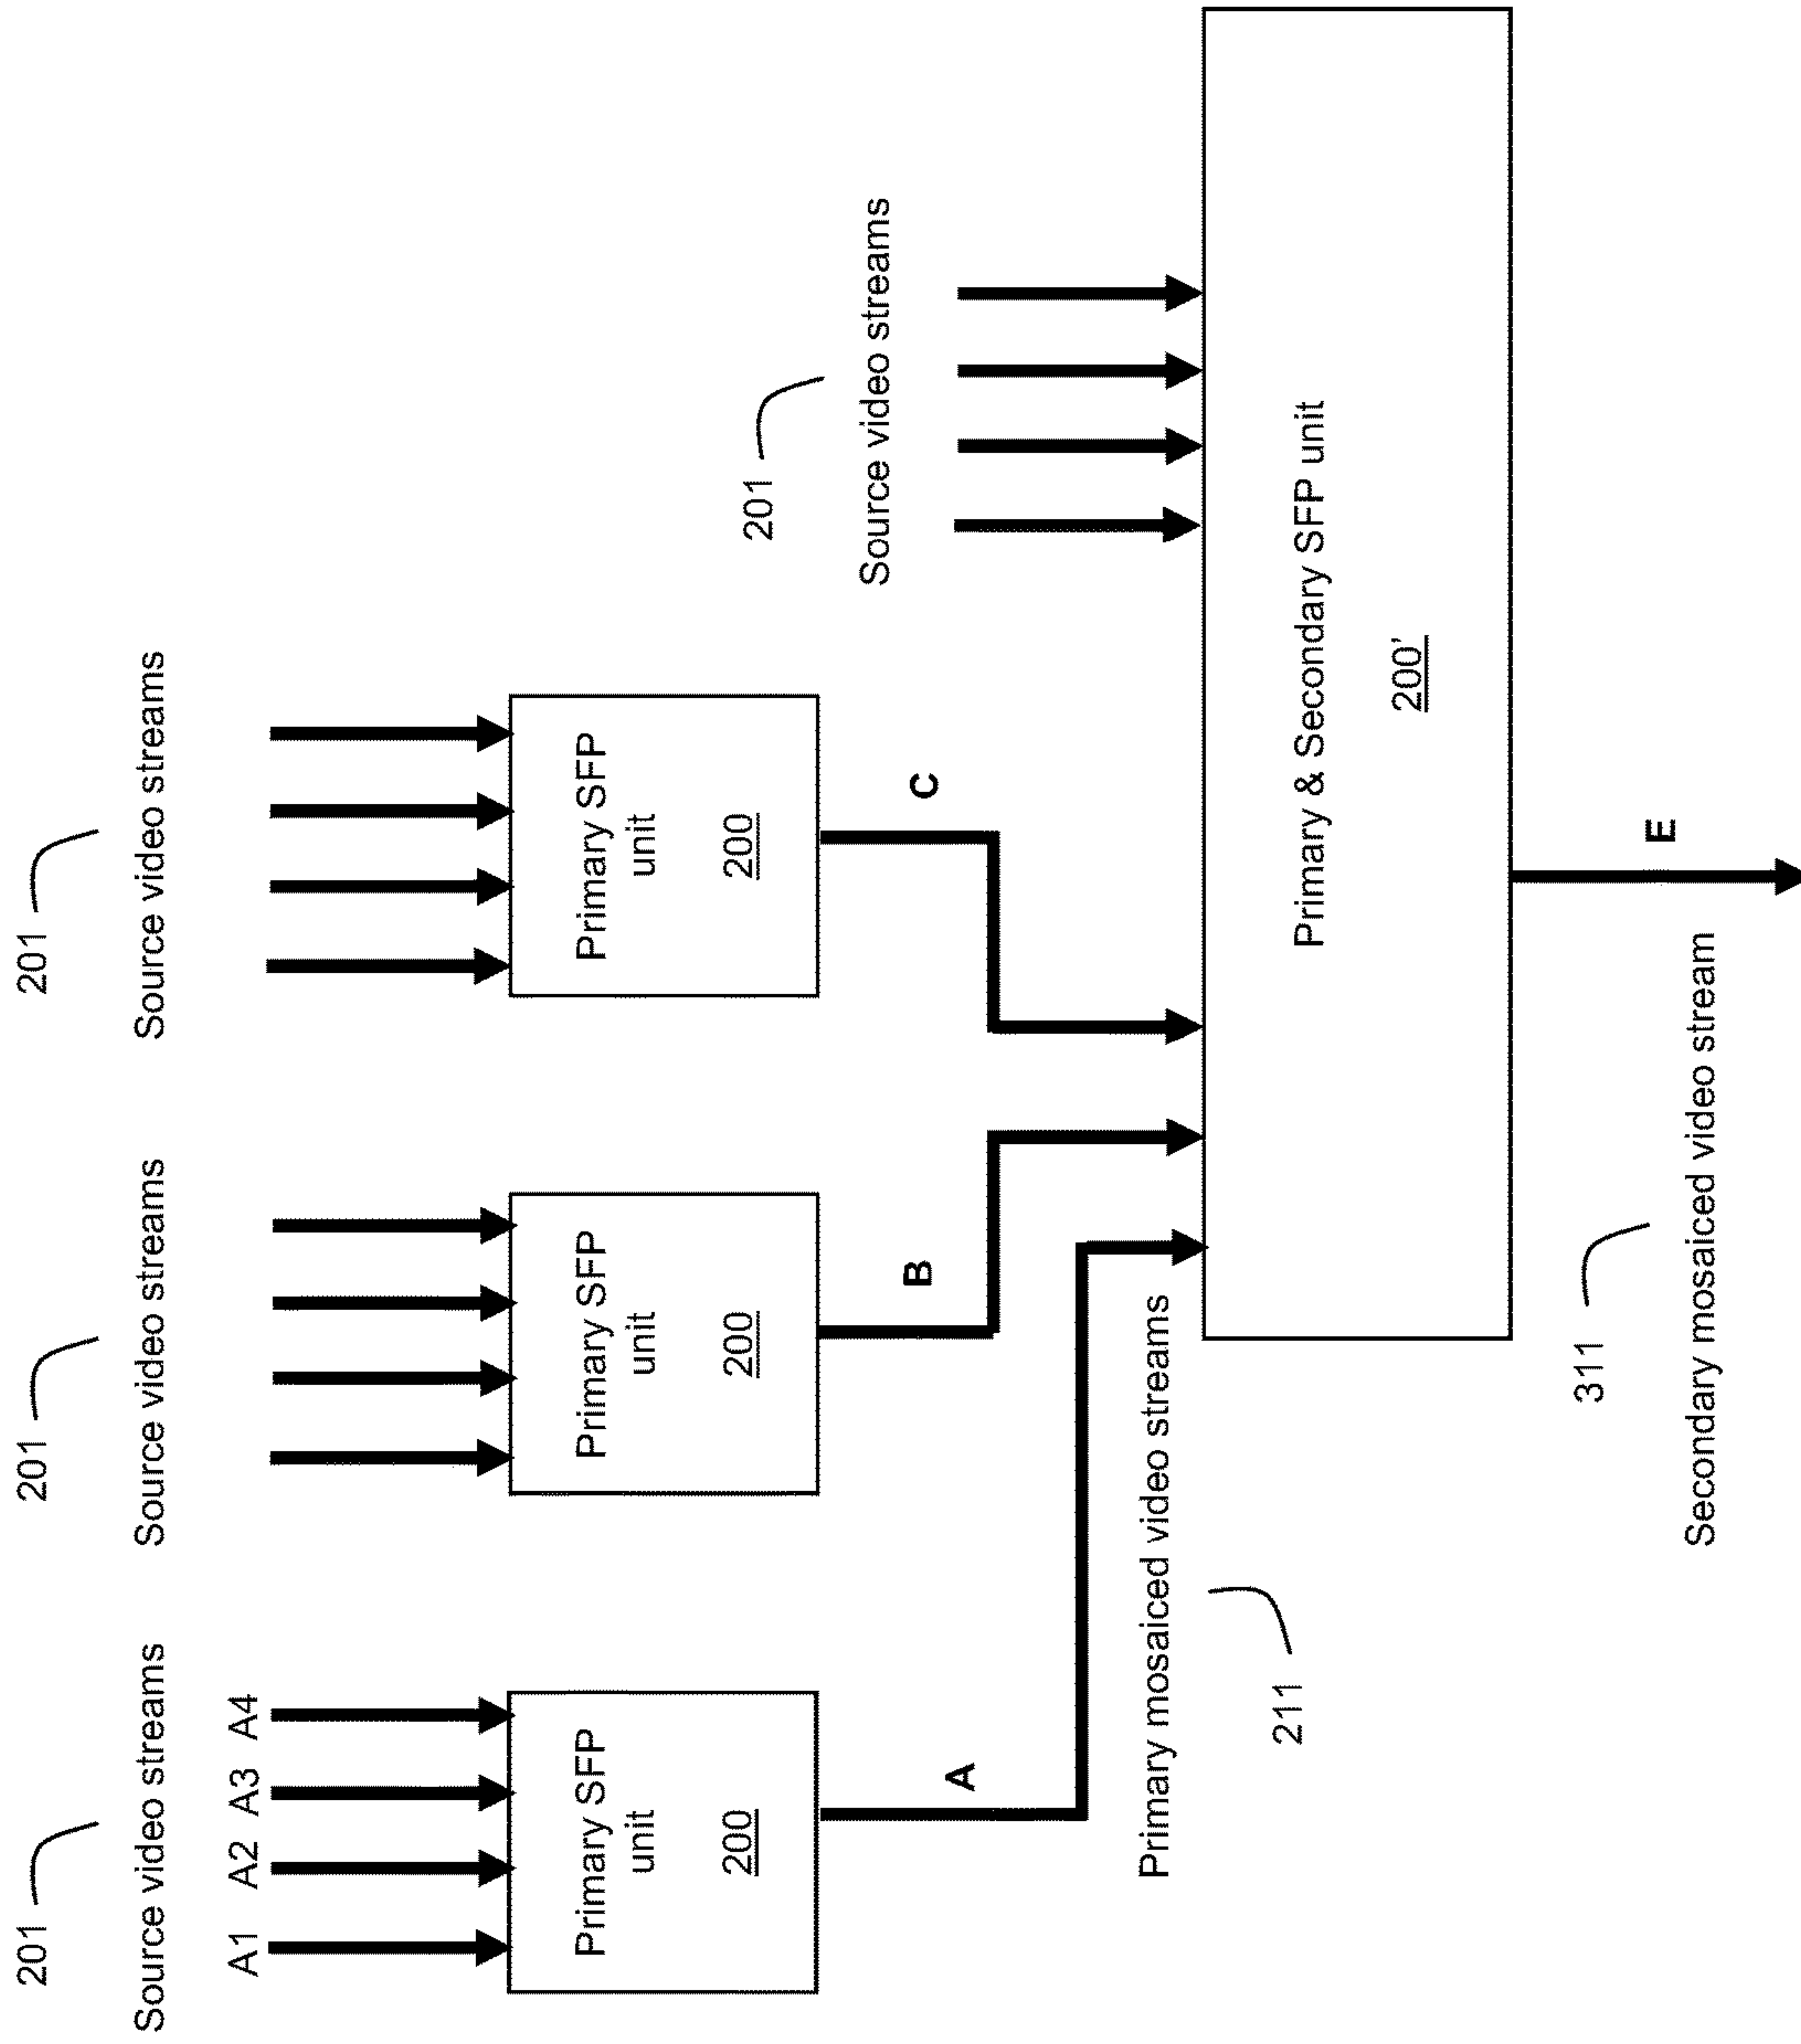 201
201
201
Source video streams
Source video streams
Source video streams
A1 A2 A3 A4
Primary SFP
unit
200
Primary SFP
unit
200
Primary SFP
unit
200
201
Source video streams
A
B
C
Primary mosaiced video streams
211
Primary & Secondary SFP unit
200'
311
Secondary mosaiced video stream
E